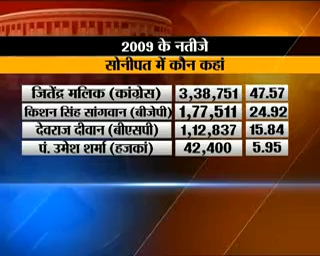 2009 के नतीजे
सोनीपत में कौन कहां
जितेंद्र मलिक (कांग्रेस) 3,38,751 47.57
किशन सिंह सांगवान (बीजेपी) 1,77,511 24.92
देवराज दीवान (बीएसपी) 1,12,837 15.84
पं. उमेश शर्मा (हजकां) 42,400 5.95